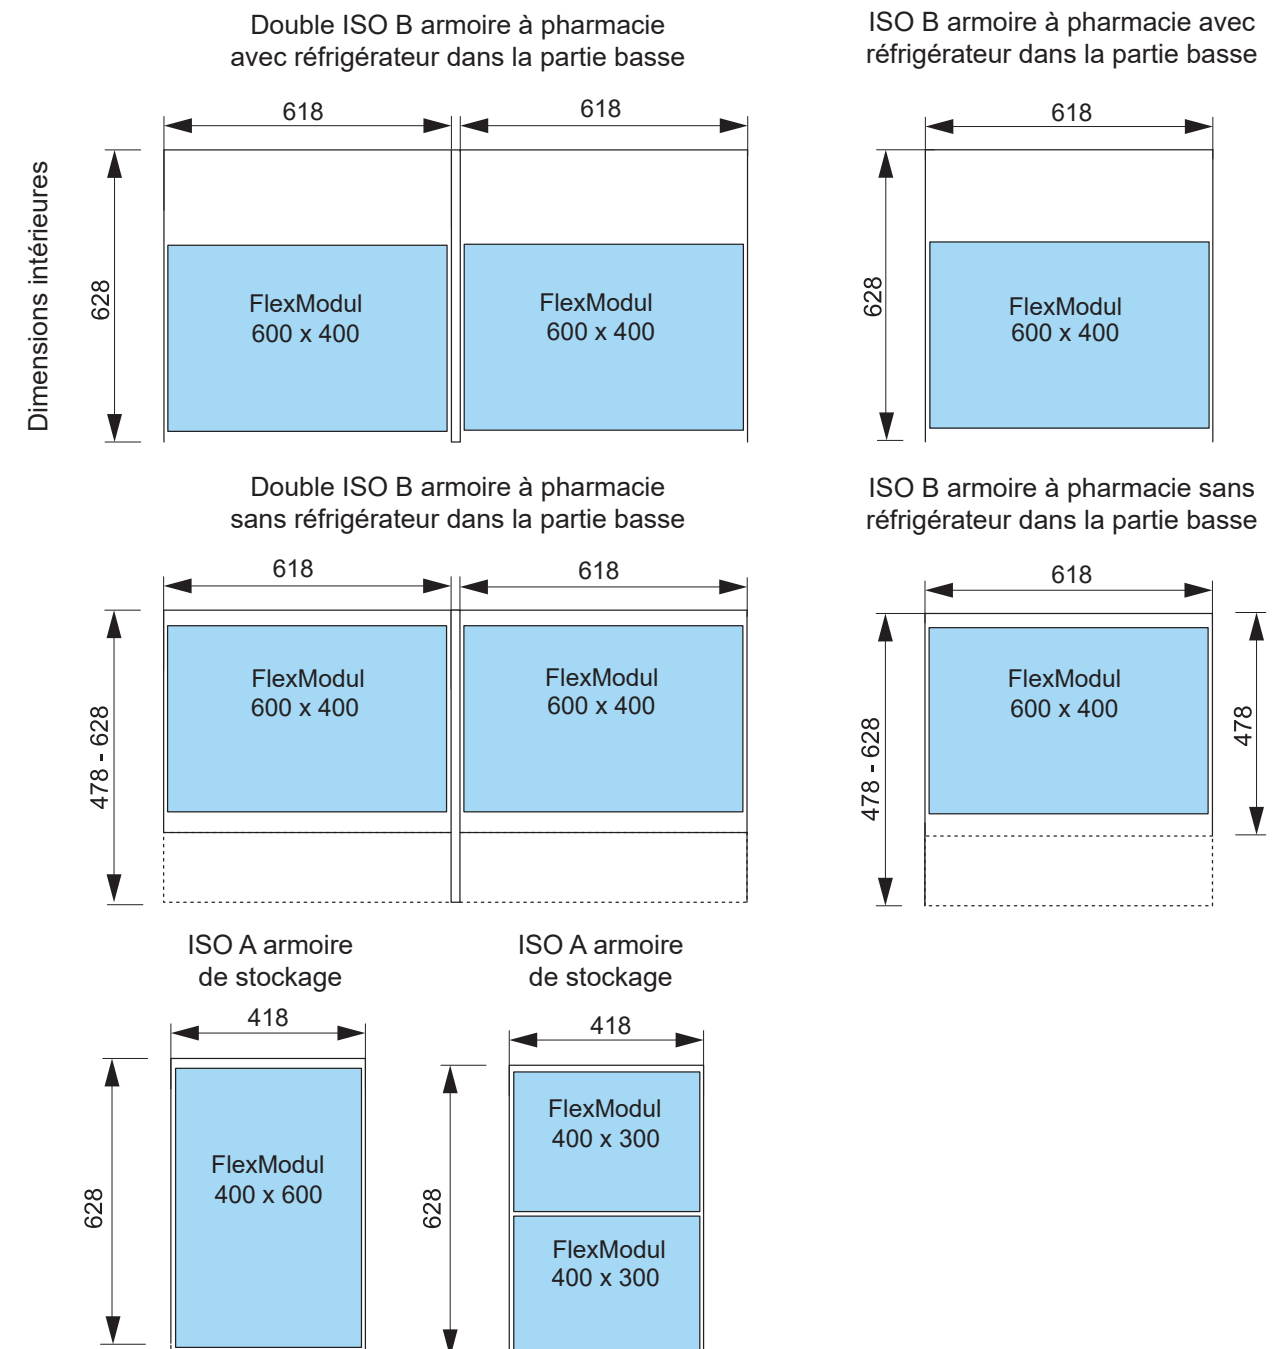 Double ISO B armoire à pharmacie
avec réfrigérateur dans la partie basse
ISO B armoire à pharmacie avec
réfrigérateur dans la partie basse
Dimensions intérieures
618
618
628
FlexModul
600 x 400
FlexModul
600 x 400
618
628
FlexModul
600 x 400
Double ISO B armoire à pharmacie
sans réfrigérateur dans la partie basse
ISO B armoire à pharmacie sans
réfrigérateur dans la partie basse
618
618
478 - 628
FlexModul
600 x 400
FlexModul
600 x 400
618
478 - 628
FlexModul
600 x 400
478
ISO A armoire
de stockage
ISO A armoire
de stockage
418
628
FlexModul
400 x 600
418
628
FlexModul
400 x 300
FlexModul
400 x 300